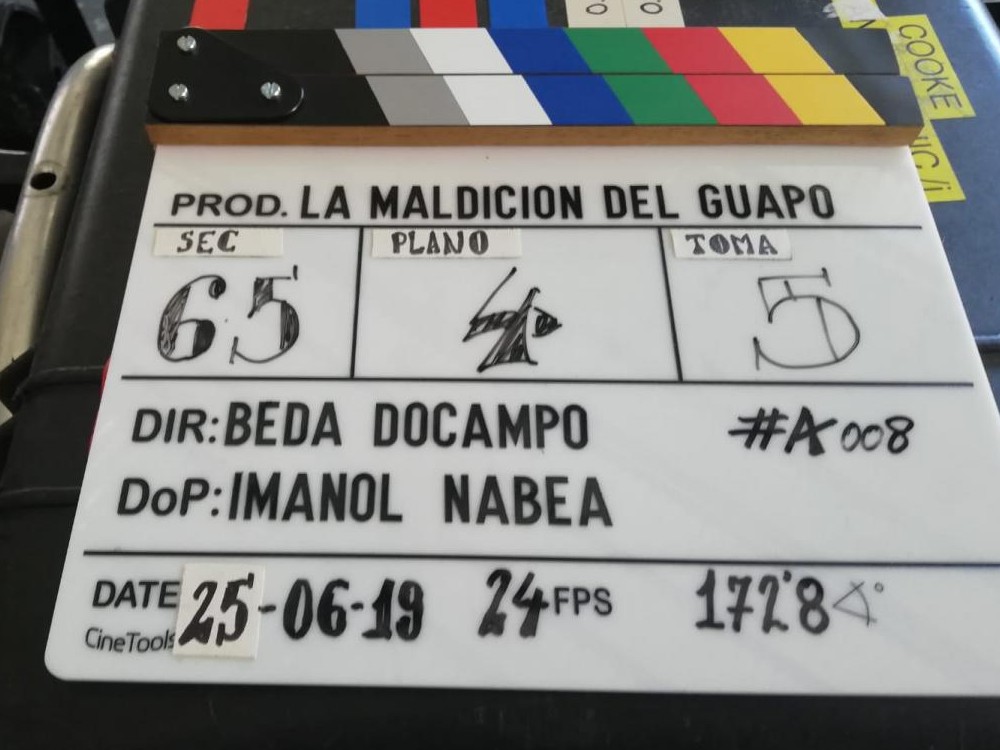 COOKE
PROD. LA MALDICION DEL GUAPO
SEC PLANO TOMA
65 4 5
DIR: BEDA DOCAMPO #A008
DoP: IMANOL NABEA
DATE 25-06-19 24 FPS 172'8∢°
CineTools